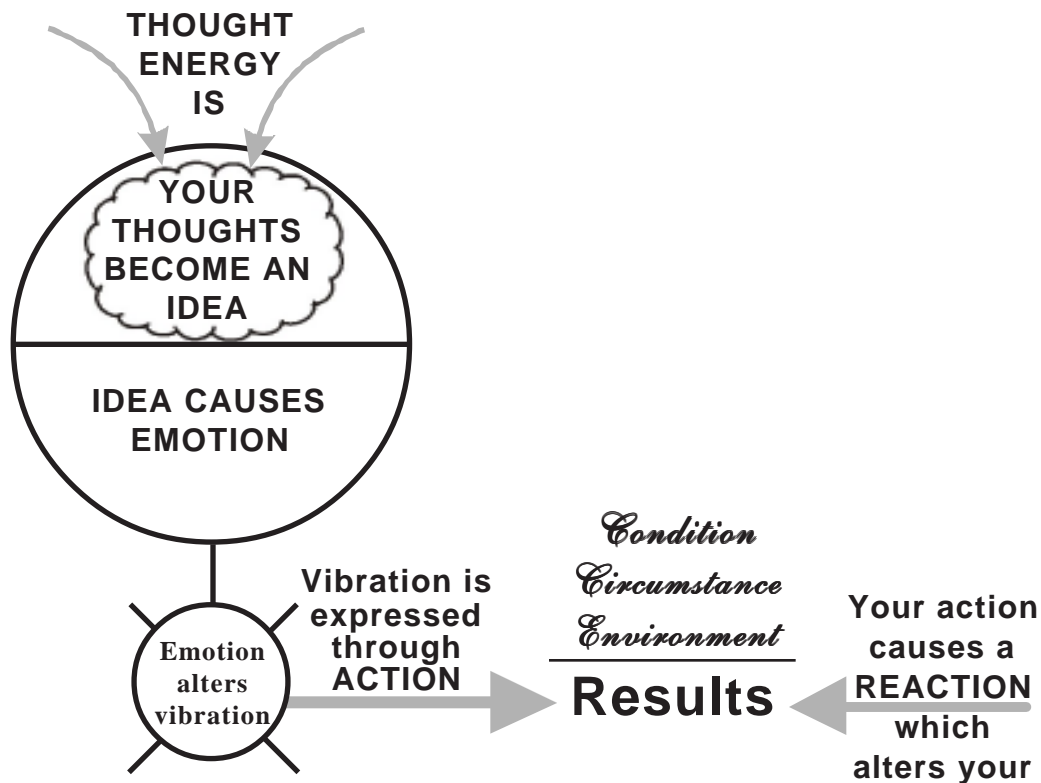 THOUGHT
ENERGY
IS
YOUR
THOUGHTS
BECOME AN
IDEA
IDEA CAUSES
EMOTION
Emotion
alters
vibration
Vibration is
expressed
through
ACTION
Condition
Circumstance
Environment
Results
Your action
causes a
REACTION
which
alters your